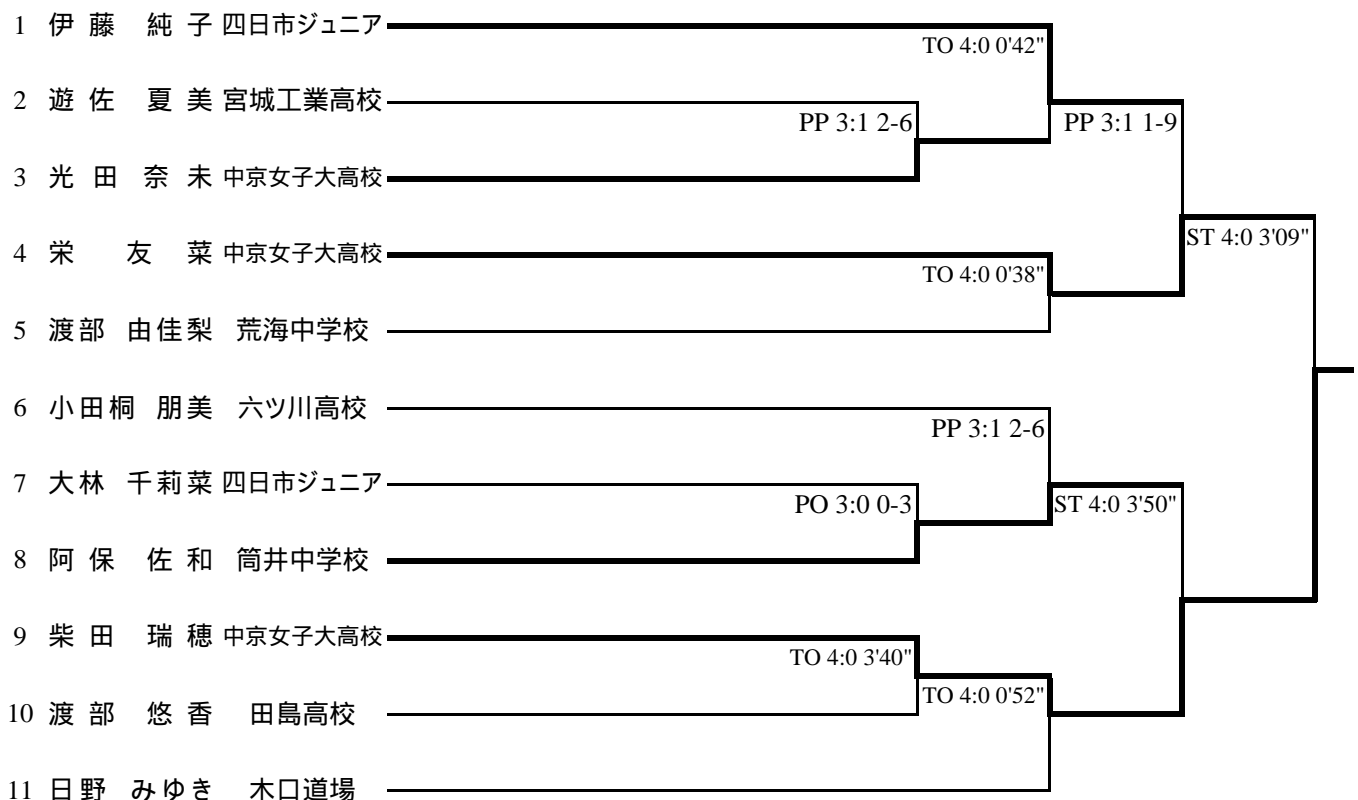 1 伊藤 純子 四日市ジュニア
TO 4:0 0'42"
2 遊佐 夏美 宮城工業高校
PP 3:1 2-6
PP 3:1 1-9
3 光田 奈未 中京女子大高校
4 栄 友菜 中京女子大高校
ST 4:0 3'09"
TO 4:0 0'38"
5 渡部 由佳梨 荒海中学校
6 小田桐 朋美 六ツ川高校
PP 3:1 2-6
7 大林 千莉菜 四日市ジュニア
PO 3:0 0-3
ST 4:0 3'50"
8 阿保 佐和 筒井中学校
9 柴田 瑞穂 中京女子大高校
TO 4:0 3'40"
TO 4:0 0'52"
10 渡部 悠香 田島高校
11 日野 みゆき 木口道場